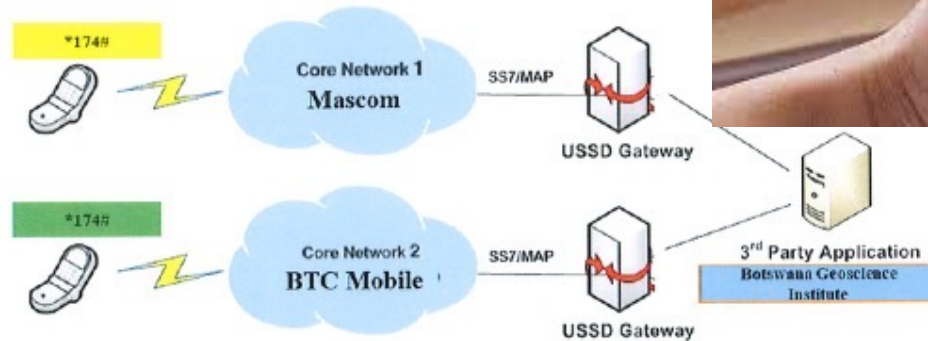 *174#
Core Network 1
Mascom
SS7/MAP
USSD Gateway
*174#
Core Network 2
BTC Mobile
SS7/MAP
USSD Gateway
3rd Party Application
Botswana Geoscience
Institute